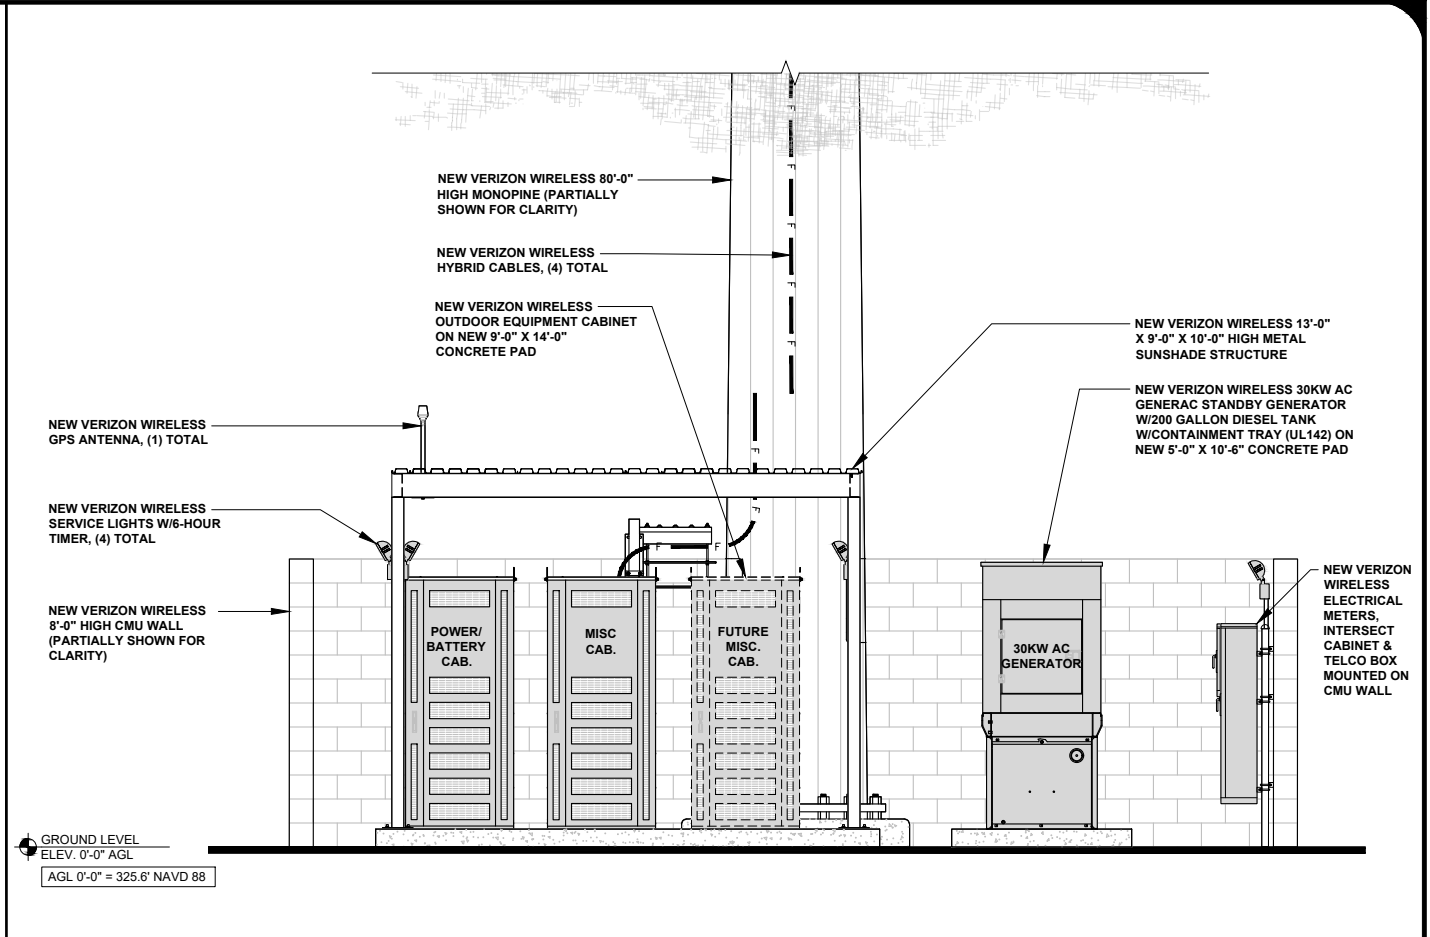 NEW VERIZON WIRELESS 80'-0"
HIGH MONOPINE (PARTIALLY
SHOWN FOR CLARITY)
NEW VERIZON WIRELESS
HYBRID CABLES, (4) TOTAL
NEW VERIZON WIRELESS
OUTDOOR EQUIPMENT CABINET
ON NEW 9'-0" X 14'-0"
CONCRETE PAD
NEW VERIZON WIRELESS 13'-0"
X 9'-0" X 10'-0" HIGH METAL
SUNSHADE STRUCTURE
NEW VERIZON WIRELESS 30KW AC
GENERAC STANDBY GENERATOR
W/200 GALLON DIESEL TANK
W/CONTAINMENT TRAY (UL142) ON
NEW 5'-0" X 10'-6" CONCRETE PAD
NEW VERIZON WIRELESS
GPS ANTENNA, (1) TOTAL
NEW VERIZON WIRELESS
SERVICE LIGHTS W/6-HOUR
TIMER, (4) TOTAL
NEW VERIZON WIRELESS
8'-0" HIGH CMU WALL
(PARTIALLY SHOWN FOR
CLARITY)
POWER/
BATTERY
CAB.
MISC
CAB.
FUTURE
MISC.
CAB.
30KW AC
GENERATOR
NEW VERIZON
WIRELESS
ELECTRICAL
METERS,
INTERSECT
CABINET &
TELCO BOX
MOUNTED ON
CMU WALL
F
F
F
F
F
F
F
F
F
GROUND LEVEL
ELEV. 0'-0" AGL
AGL 0'-0" = 325.6' NAVD 88